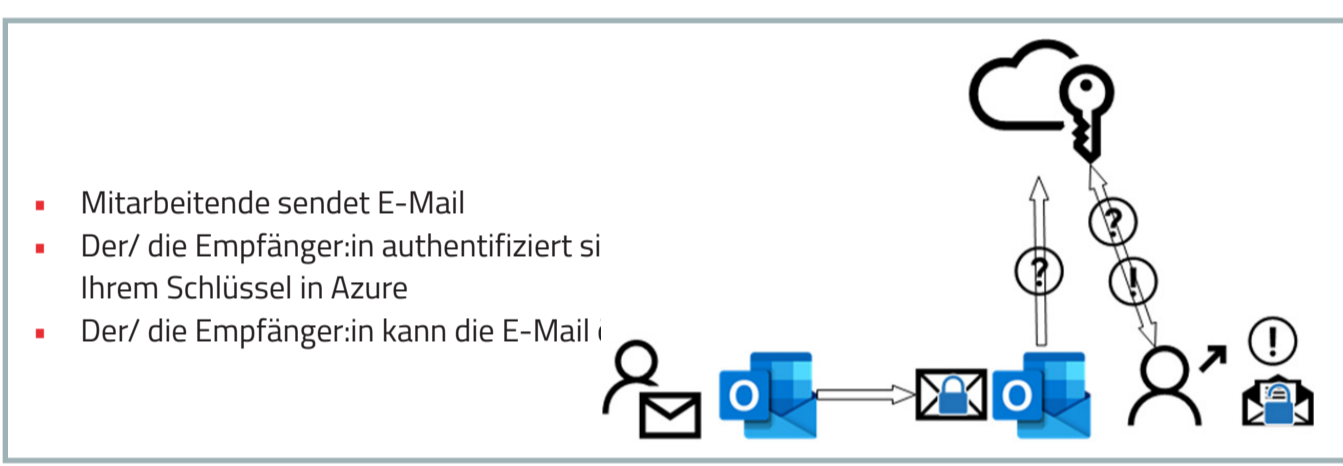 Mitarbeitende sendet E-Mail
Der/ die Empfänger:in authentifiziert si
Ihrem Schlüssel in Azure
Der/ die Empfänger:in kann die E-Mail
?
?
!
!
O
O